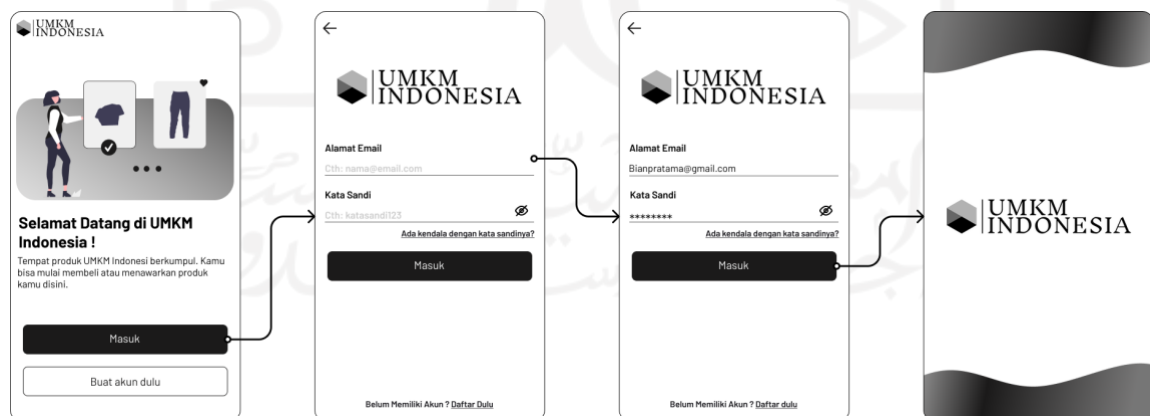 UMKM
INDONESIA
Selamat Datang di UMKM
Indonesia !
Tempat produk UMKM Indonesi berkumpul. Kamu
bisa mulai membeli atau menawarkan produk
kamu disini.
Masuk
Buat akun dulu
UMKM
INDONESIA
Alamat Email
Cth: nama@email.com
Kata Sandi
Cth: katasandi123
Ada kendala dengan kata sandinya?
Masuk
Belum Memiliki Akun ? Daftar Dulu
UMKM
INDONESIA
Alamat Email
Bianpratama@gmail.com
Kata Sandi
********
Ada kendala dengan kata sandinya?
Masuk
Belum Memiliki Akun ? Daftar dulu
UMKM
INDONESIA